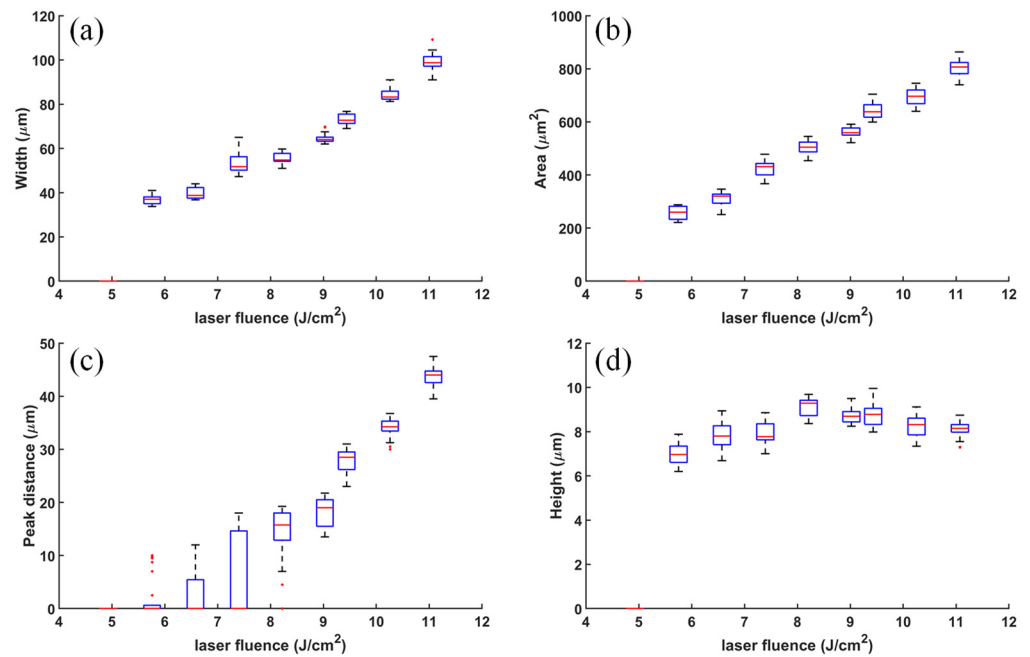 (a)
120
100
80
60
40
20
0
Width (μm)
4 5 6 7 8 9 10 11 12
laser fluence (J/cm²)
(b)
1000
800
600
400
200
0
Area (μm²)
4 5 6 7 8 9 10 11 12
laser fluence (J/cm²)
(c)
50
40
30
20
10
0
Peak distance (μm)
4 5 6 7 8 9 10 11 12
laser fluence (J/cm²)
(d)
12
10
8
6
4
2
0
Height (μm)
4 5 6 7 8 9 10 11 12
laser fluence (J/cm²)